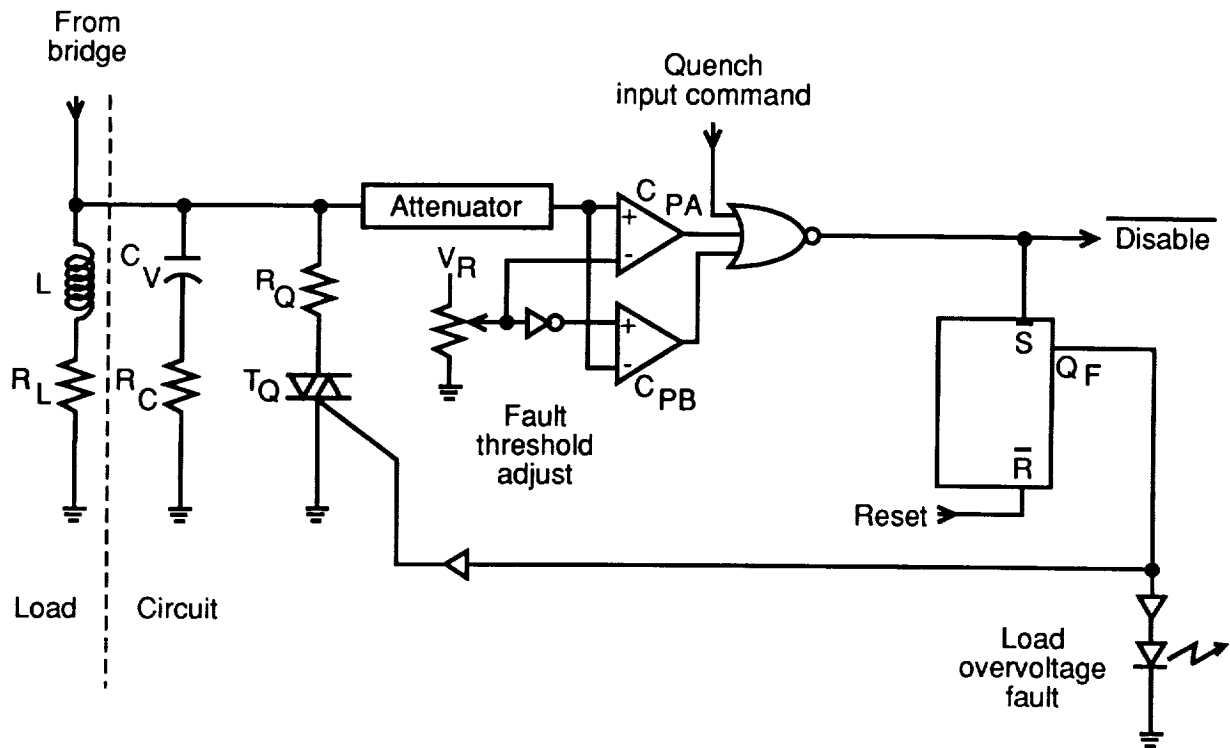 From
bridge
Quench
input command
Attenuator
C PA
Disable
V R
L
C V
R Q
S
Q F
R L
R C
T Q
C PB
Fault
threshold
adjust
R
Reset
Load
Circuit
Load
overvoltage
fault